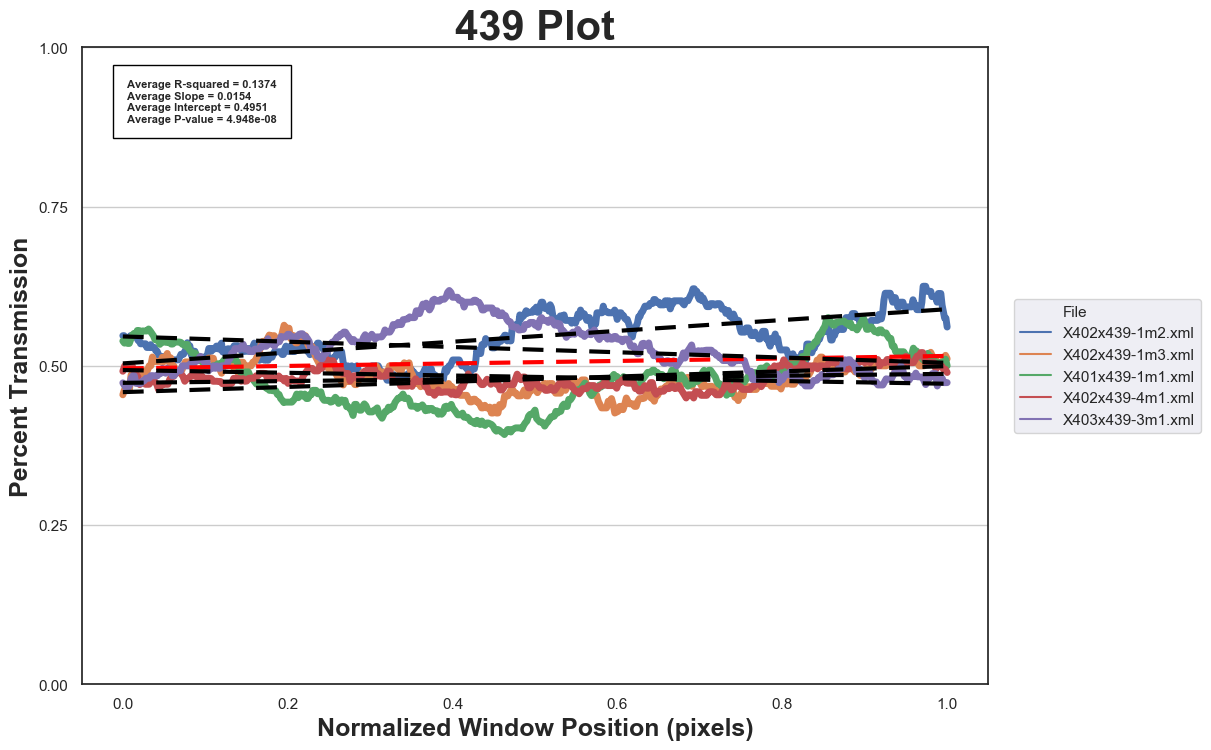 439 Plot
Average R-squared = 0.1374
Average Slope = 0.0154
Average Intercept = 0.4951
Average P-value = 4.948e-08
Percent Transmission
1.00
0.75
0.50
0.25
0.00
0.0 0.2 0.4 0.6 0.8 1.0
Normalized Window Position (pixels)
File
X402x439-1m2.xml
X402x439-1m3.xml
X401x439-1m1.xml
X402x439-4m1.xml
X403x439-3m1.xml